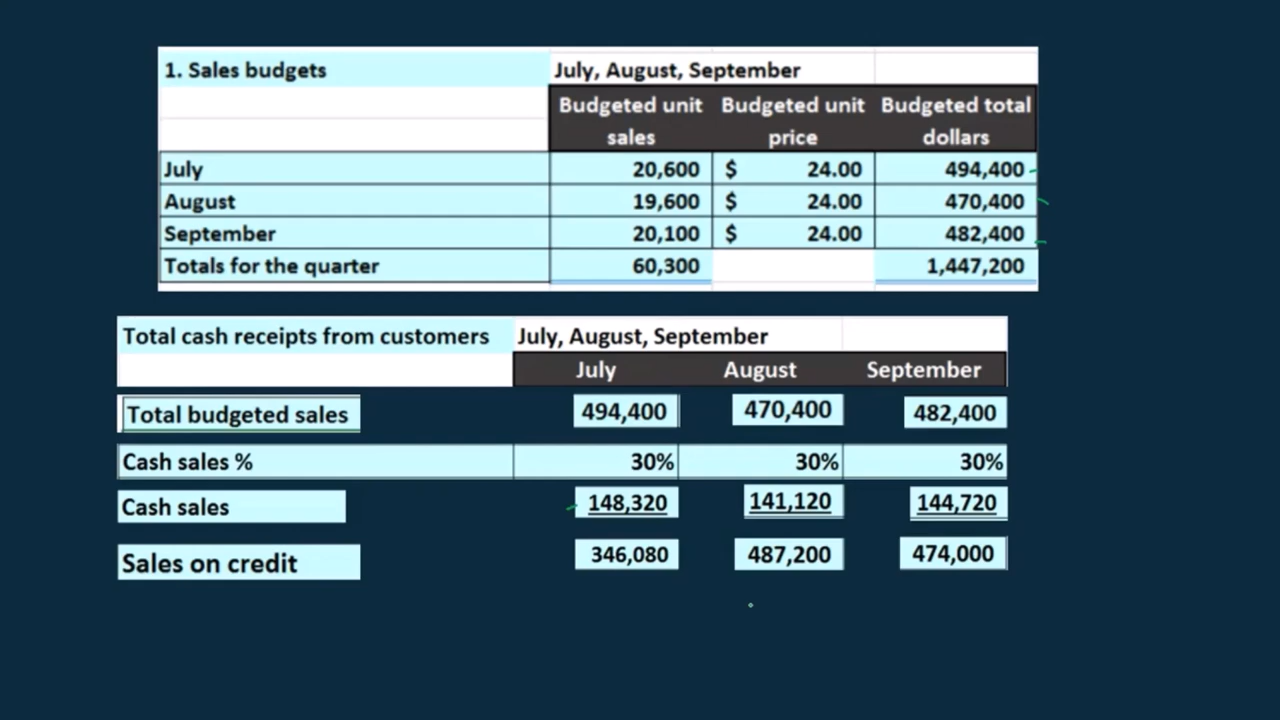 1. Sales budgets July, August, September
Budgeted unit sales Budgeted unit price Budgeted total dollars
July 20,600 $ 24.00 494,400
August 19,600 $ 24.00 470,400
September 20,100 $ 24.00 482,400
Totals for the quarter 60,300 1,447,200
Total cash receipts from customers July, August, September
July August September
Total budgeted sales 494,400 470,400 482,400
Cash sales % 30% 30% 30%
Cash sales 148,320 141,120 144,720
Sales on credit 346,080 487,200 474,000